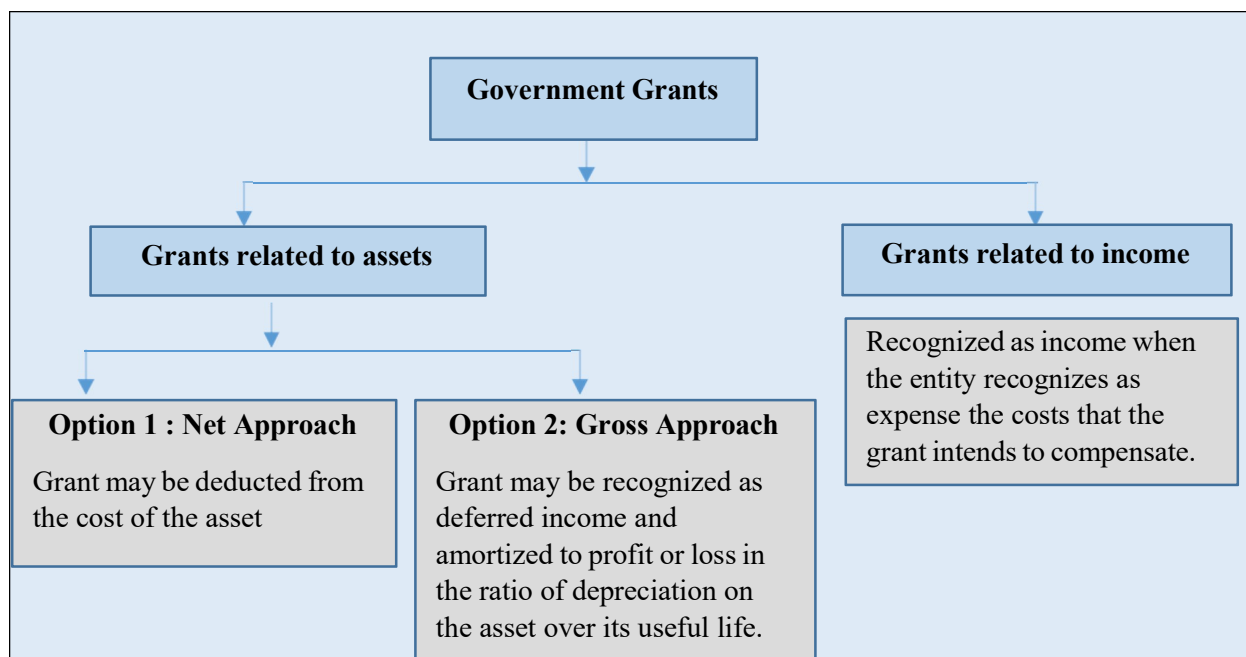 Government Grants
Grants related to assets
Grants related to income
Recognized as income when
the entity recognizes as
expense the costs that the
grant intends to compensate.
Option 1 : Net Approach
Grant may be deducted from
the cost of the asset
Option 2: Gross Approach
Grant may be recognized as
deferred income and
amortized to profit or loss in
the ratio of depreciation on
the asset over its useful life.